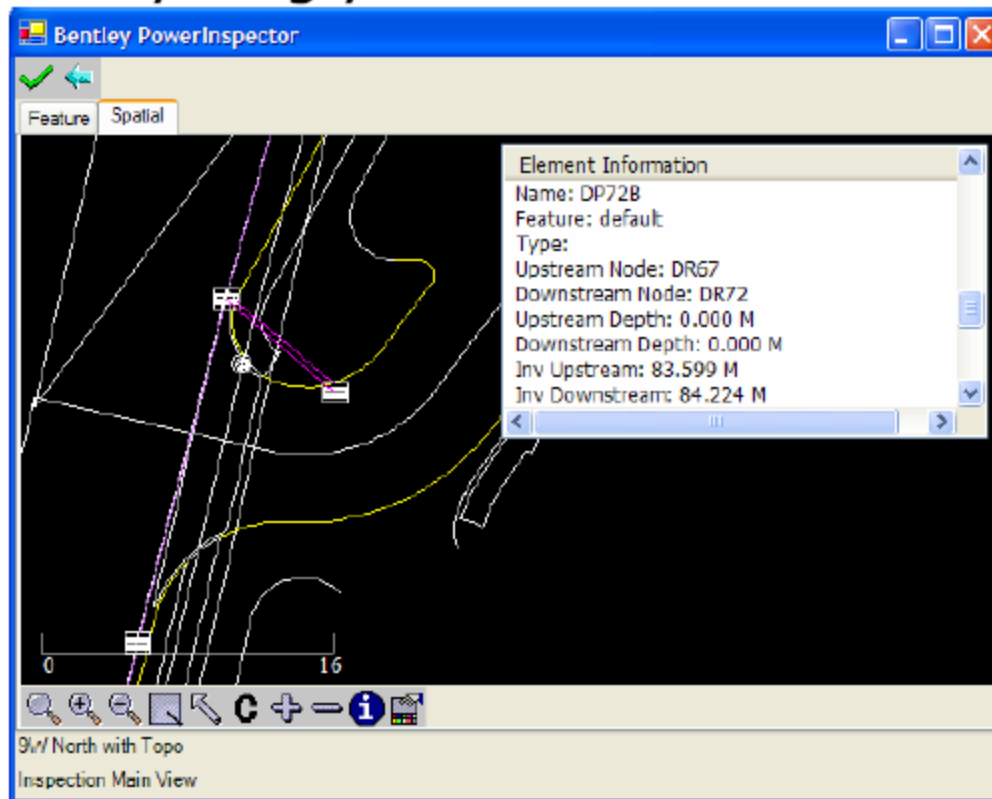 Bentley PowerInspector
Feature Spatial
Element Information
Name: DP72B
Feature: default
Type:
Upstream Node: DR67
Downstream Node: DR72
Upstream Depth: 0.000 M
Downstream Depth: 0.000 M
Inv Upstream: 83.599 M
Inv Downstream: 84.224 M
0 16
C
9W North with Topo
Inspection Main View